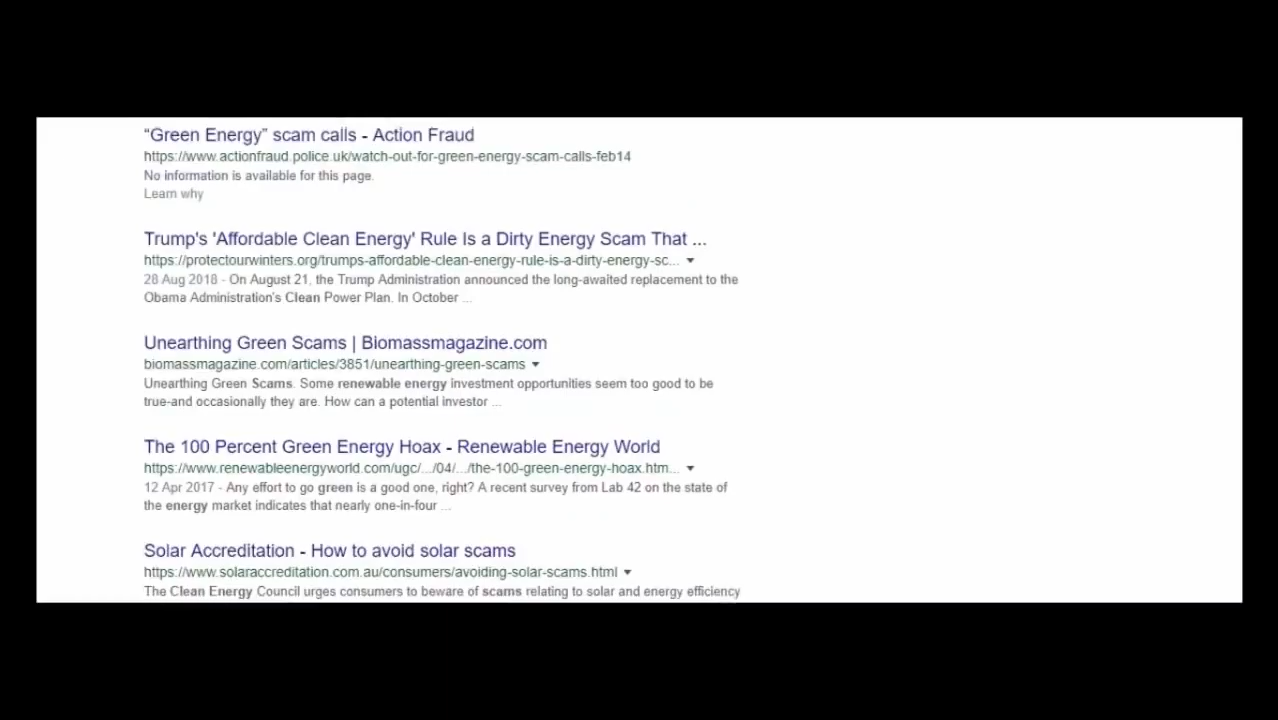 “Green Energy” scam calls - Action Fraud
https://www.actionfraud.police.uk/watch-out-for-green-energy-scam-calls-feb14
No information is available for this page.
Learn why
Trump's 'Affordable Clean Energy' Rule Is a Dirty Energy Scam That ...
https://protectourwinters.org/trumps-affordable-clean-energy-rule-is-a-dirty-energy-sc...
28 Aug 2018 - On August 21, the Trump Administration announced the long-awaited replacement to the
Obama Administration's Clean Power Plan. In October ...
Unearthing Green Scams | Biomassmagazine.com
biomassmagazine.com/articles/3851/unearthing-green-scams
Unearthing Green Scams. Some renewable energy investment opportunities seem too good to be
true-and occasionally they are. How can a potential investor ...
The 100 Percent Green Energy Hoax - Renewable Energy World
https://www.renewableenergyworld.com/ugc/.../04/.../the-100-green-energy-hoax.htm...
12 Apr 2017 - Any effort to go green is a good one, right? A recent survey from Lab 42 on the state of
the energy market indicates that nearly one-in-four ...
Solar Accreditation - How to avoid solar scams
https://www.solaraccreditation.com.au/consumers/avoiding-solar-scams.html
The Clean Energy Council urges consumers to beware of scams relating to solar and energy efficiency